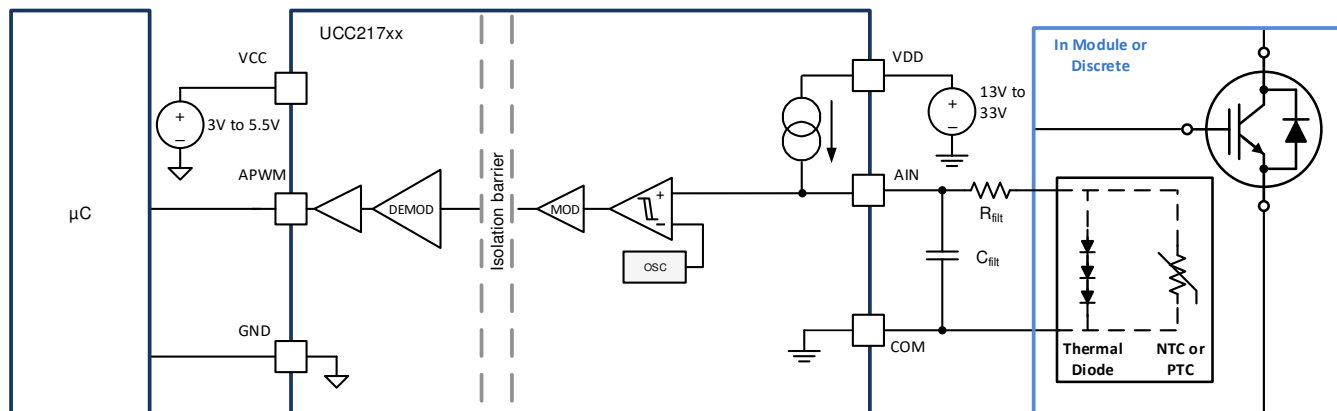 UCC217xx
In Module or
Discrete
VCC
VDD
3V to 5.5V
13V to
33V
APWM
AIN
µC
DEMOD
Isolation barrier
MOD
+
−
OSC
Rfilt
Cfilt
GND
COM
Thermal
Diode
NTC or
PTC